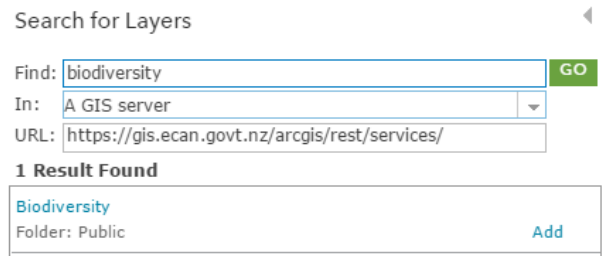 Search for Layers
Find: biodiversity GO
In: A GIS server
URL: https://gis.ecan.govt.nz/arcgis/rest/services/
1 Result Found
Biodiversity
Folder: Public Add